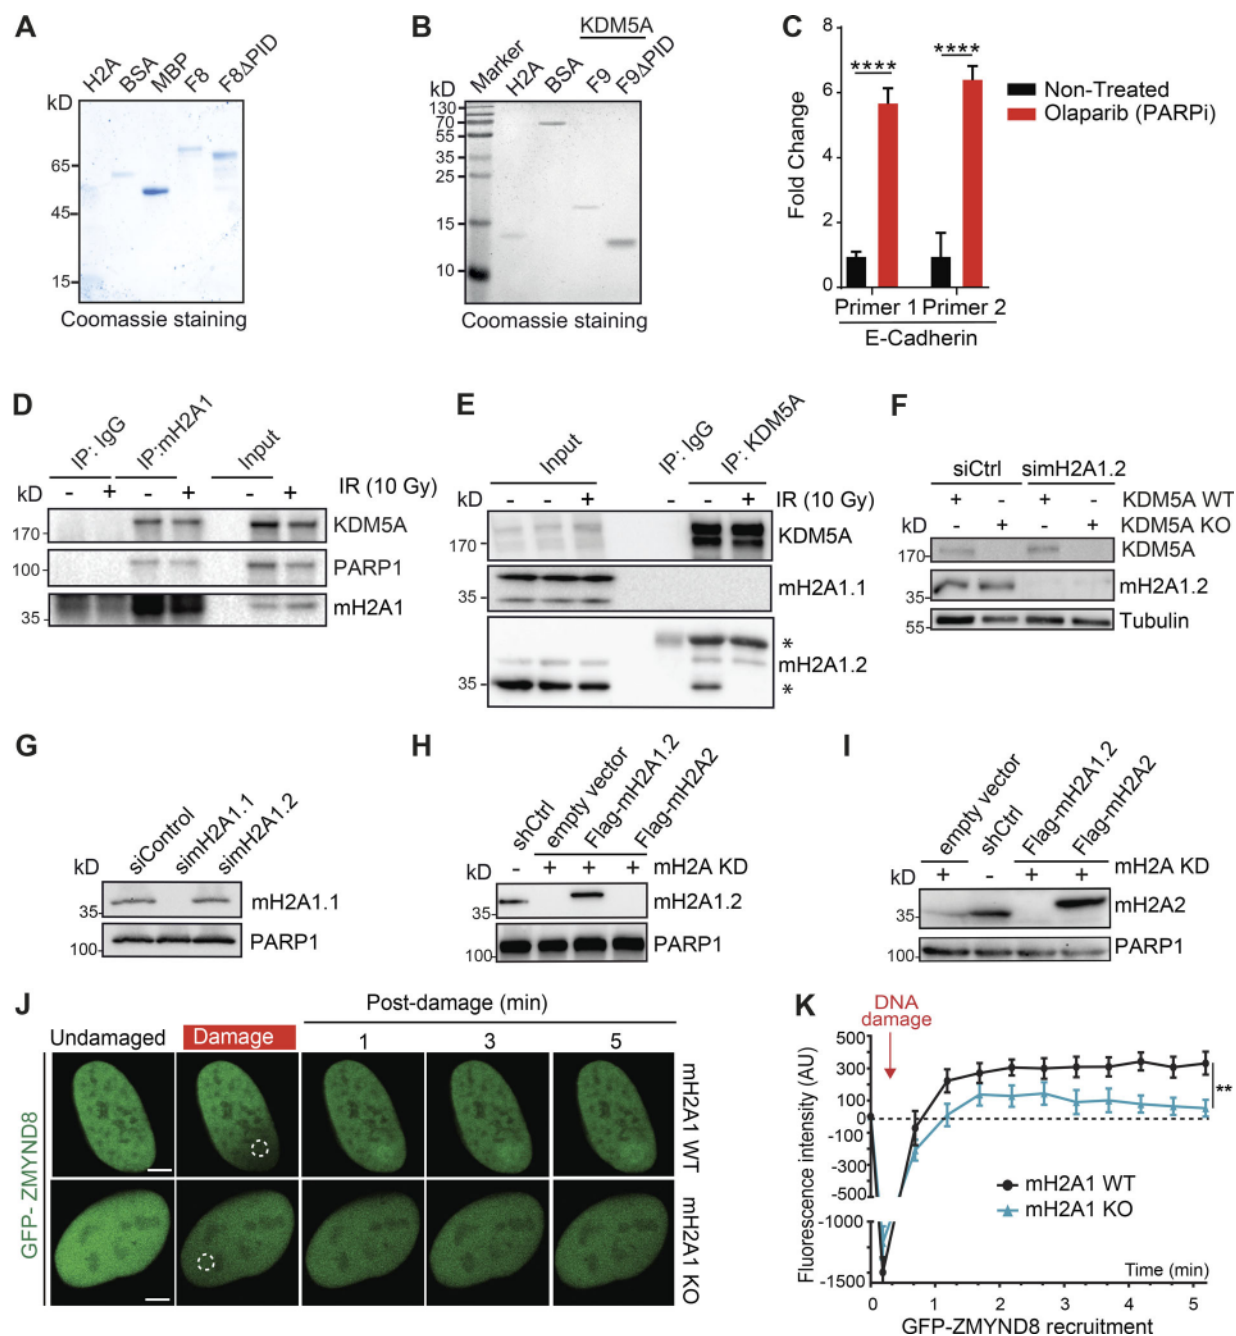 A
H2A
BSA
MBP
F8
F8ΔPID
kD
65
45
15
Coomassie staining
B
KDM5A
Marker
H2A
BSA
F9
F9ΔPID
kD
130
70
55
35
25
15
10
Coomassie staining
C
8
6
4
2
0
Fold Change
****
****
Non-Treated
Olaparib (PARPi)
Primer 1 Primer 2
E-Cadherin
D
IP: IgG
IP:mH2A1
Input
kD - + - + - + IR (10 Gy)
170 KDM5A
100 PARP1
35 mH2A1
E
Input
IP: IgG
IP: KDM5A
kD - - + - - + IR (10 Gy)
170 KDM5A
35 mH2A1.1
*
mH2A1.2
35 *
F
siCtrl simH2A1.2
+ - + - KDM5A WT
kD - + - + KDM5A KO
170 KDM5A
35 mH2A1.2
55 Tubulin
G
siControl
simH2A1.1
simH2A1.2
kD
35 mH2A1.1
100 PARP1
H
shCtrl
empty vector
Flag-mH2A1.2
Flag-mH2A2
kD - + + + mH2A KD
35 mH2A1.2
100 PARP1
I
empty vector
shCtrl
Flag-mH2A1.2
Flag-mH2A2
kD + - + + mH2A KD
35 mH2A2
100 PARP1
J
Post-damage (min)
Undamaged Damage 1 3 5
GFP- ZMYND8
mH2A1 WT
mH2A1 KO
K
DNA
damage
Fluorescence intensity (AU)
500
400
300
200
100
0
-100
-200
-300
-500
-1000
-1500
**
mH2A1 WT
mH2A1 KO
Time (min)
0 1 2 3 4 5
GFP-ZMYND8 recruitment